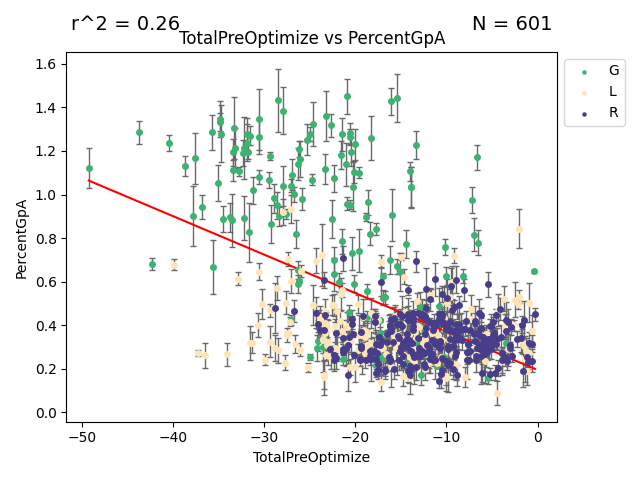 r^2 = 0.26 N = 601
TotalPreOptimize vs PercentGpA
1.6
1.4
1.2
1.0
0.8
0.6
0.4
0.2
0.0
PercentGpA
−50 −40 −30 −20 −10 0
TotalPreOptimize
G
L
R